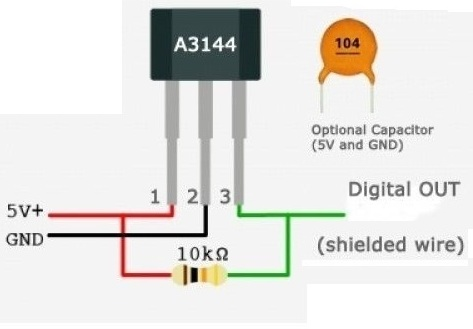 A3144
104
Optional Capacitor
(5V and GND)
1 2 3
Digital OUT
5V+
GND
(shielded wire)
10kΩ